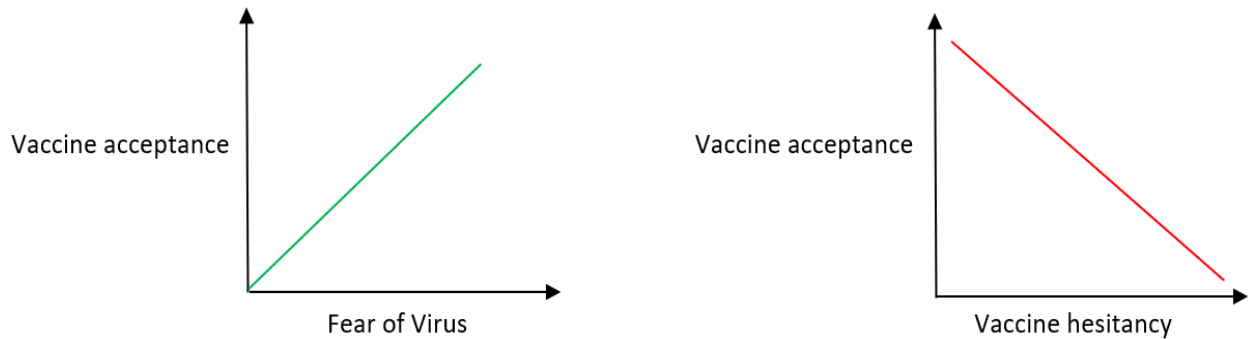 Vaccine acceptance
Fear of Virus
Vaccine acceptance
Vaccine hesitancy